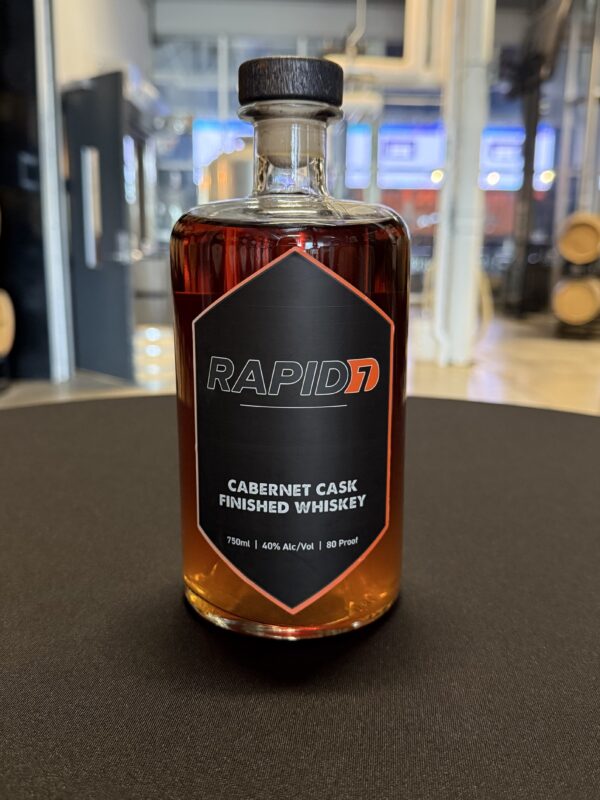 RAPID7
CABERNET CASK
FINISHED WHISKEY
750ml | 40% Alc/Vol | 80 Proof